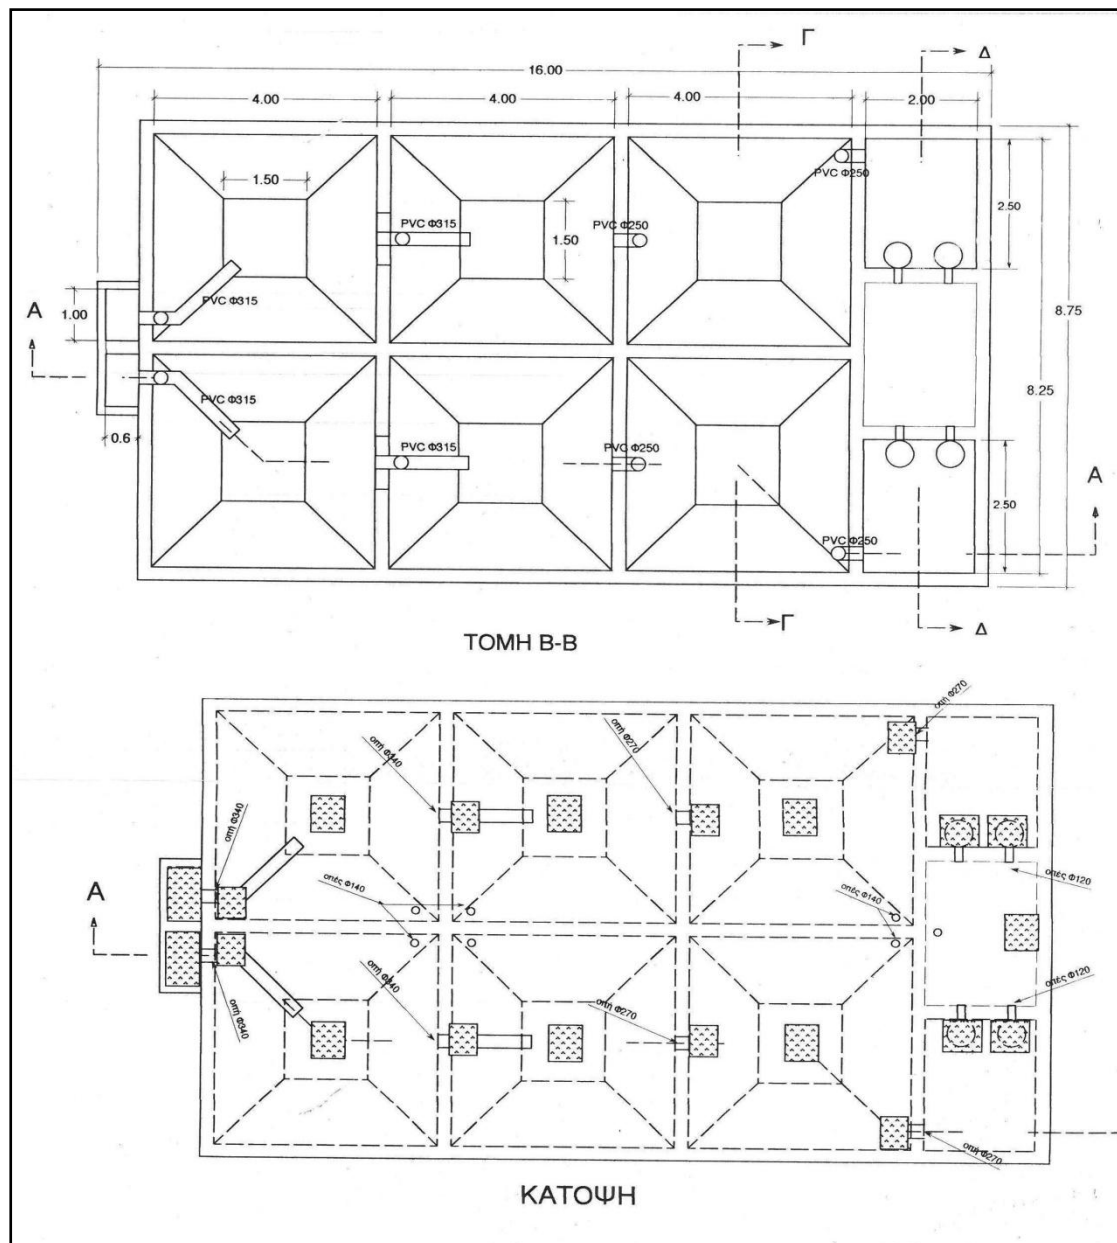 Γ
Δ
16.00
4.00
4.00
4.00
2.00
PVC Φ250
1.50
2.50
PVC Φ315
PVC Φ250
1.50
PVC Φ315
A
1.00
8.75
PVC Φ315
8.25
0.6
PVC Φ315
PVC Φ250
A
2.50
PVC Φ250
Γ
Δ
ΤΟΜΗ Β-Β
οπή Φ270
οπή Φ340
οπή Φ270
οπή Φ340
A
οπές Φ140
οπές Φ140
οπές Φ120
οπή Φ340
οπή Φ340
οπή Φ270
οπές Φ120
οπή Φ270
ΚΑΤΟΨΗ